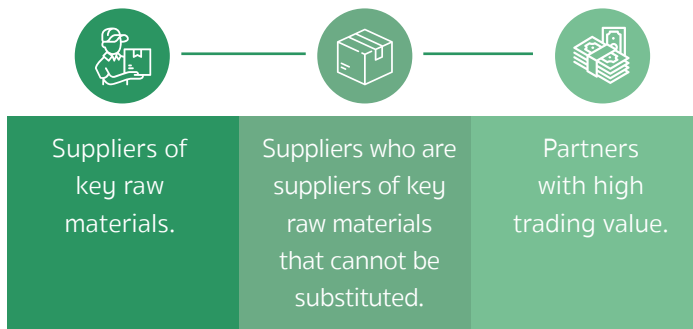 Suppliers of
key raw
materials.
Suppliers who are
suppliers of key
raw materials
that cannot be
substituted.
Partners
with high
trading value.